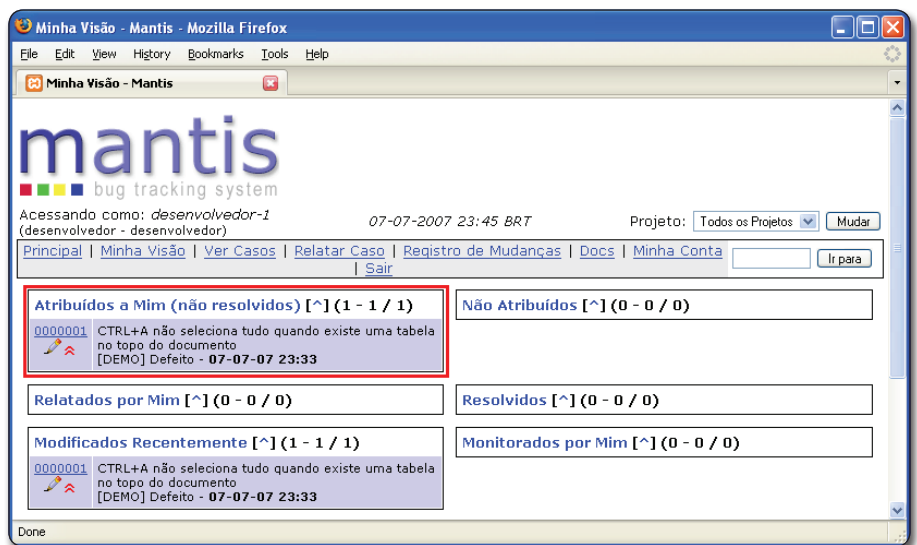 Minha Visão - Mantis - Mozilla Firefox
File Edit View History Bookmarks Tools Help
Minha Visão - Mantis
mantis
bug tracking system
Acessando como: desenvolvedor-1
(desenvolvedor - desenvolvedor)
07-07-2007 23:45 BRT
Projeto: Todos os Projetos Mudar
Principal | Minha Visão | Ver Casos | Relatar Caso | Registro de Mudanças | Docs | Minha Conta
| Sair
Ir para
Atribuídos a Mim (não resolvidos) [^] (1 - 1 / 1)
0000001 CTRL+A não seleciona tudo quando existe uma tabela
no topo do documento
[DEMO] Defeito - 07-07-07 23:33
Não Atribuídos [^] (0 - 0 / 0)
Relatados por Mim [^] (0 - 0 / 0)
Resolvidos [^] (0 - 0 / 0)
Modificados Recentemente [^] (1 - 1 / 1)
0000001 CTRL+A não seleciona tudo quando existe uma tabela
no topo do documento
[DEMO] Defeito - 07-07-07 23:33
Monitorados por Mim [^] (0 - 0 / 0)
Done